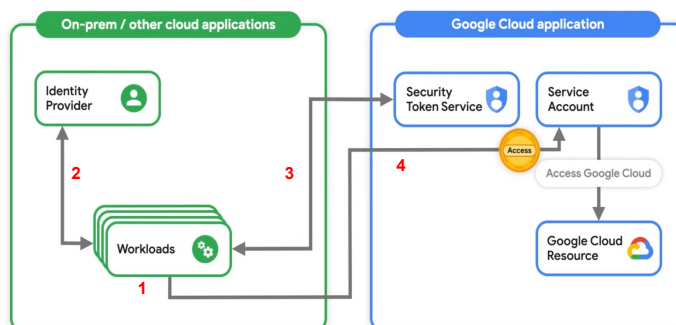 On-prem / other cloud applications
Google Cloud application
Identity
Provider
Security
Token Service
Service
Account
2
3
4
Access
Access Google Cloud
Workloads
Google Cloud
Resource
1